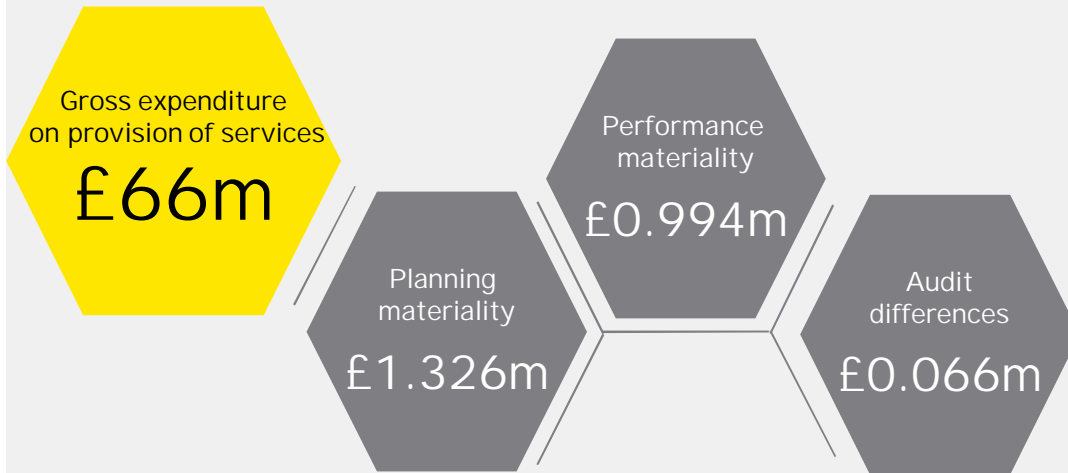 Gross expenditure
on provision of services
£66m
Planning
materiality
£1.326m
Performance
materiality
£0.994m
Audit
differences
£0.066m